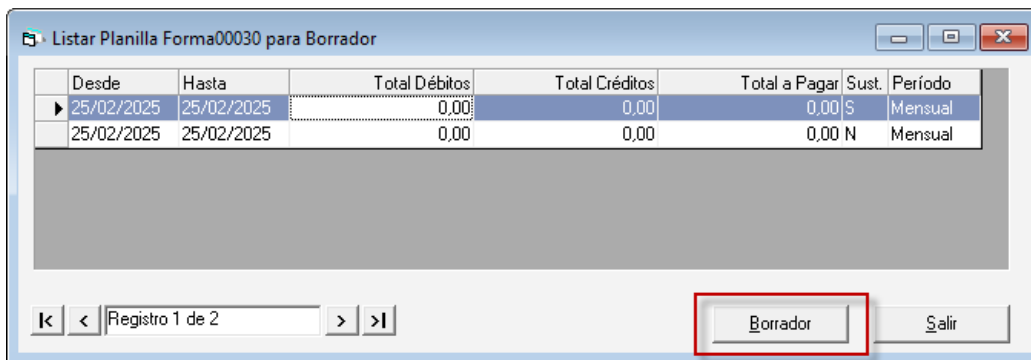 Listar Planilla Forma00030 para Borrador
Desde Hasta Total Débitos Total Créditos Total a Pagar Sust. Período
25/02/2025 25/02/2025 0,00 0,00 0,00 S Mensual
25/02/2025 25/02/2025 0,00 0,00 0,00 N Mensual
Registro 1 de 2 Borrador Salir